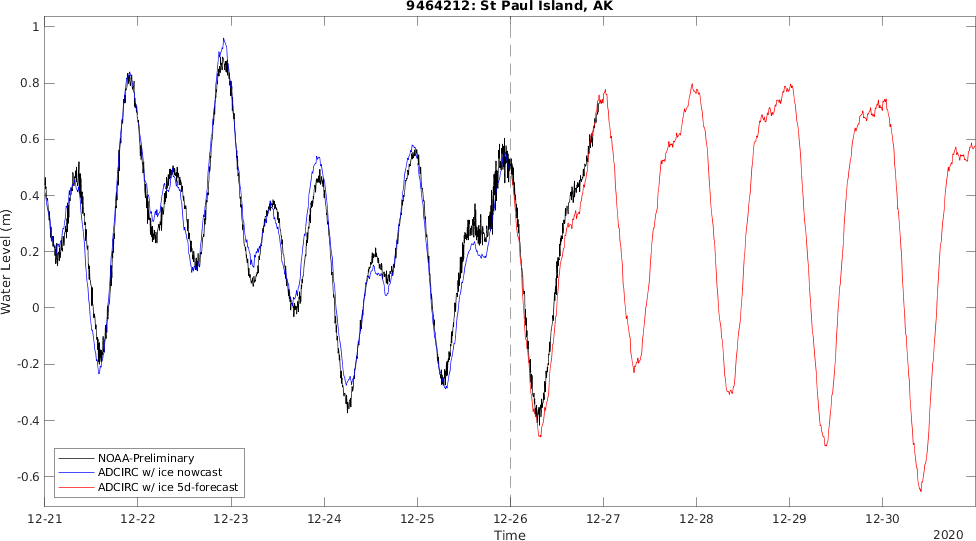 9464212: St Paul Island, AK
1
0.8
0.6
0.4
0.2
0
-0.2
-0.4
-0.6
Water Level (m)
NOAA-Preliminary
ADCIRC w/ ice nowcast
ADCIRC w/ ice 5d-forecast
12-21 12-22 12-23 12-24 12-25 12-26 12-27 12-28 12-29 12-30
Time
2020